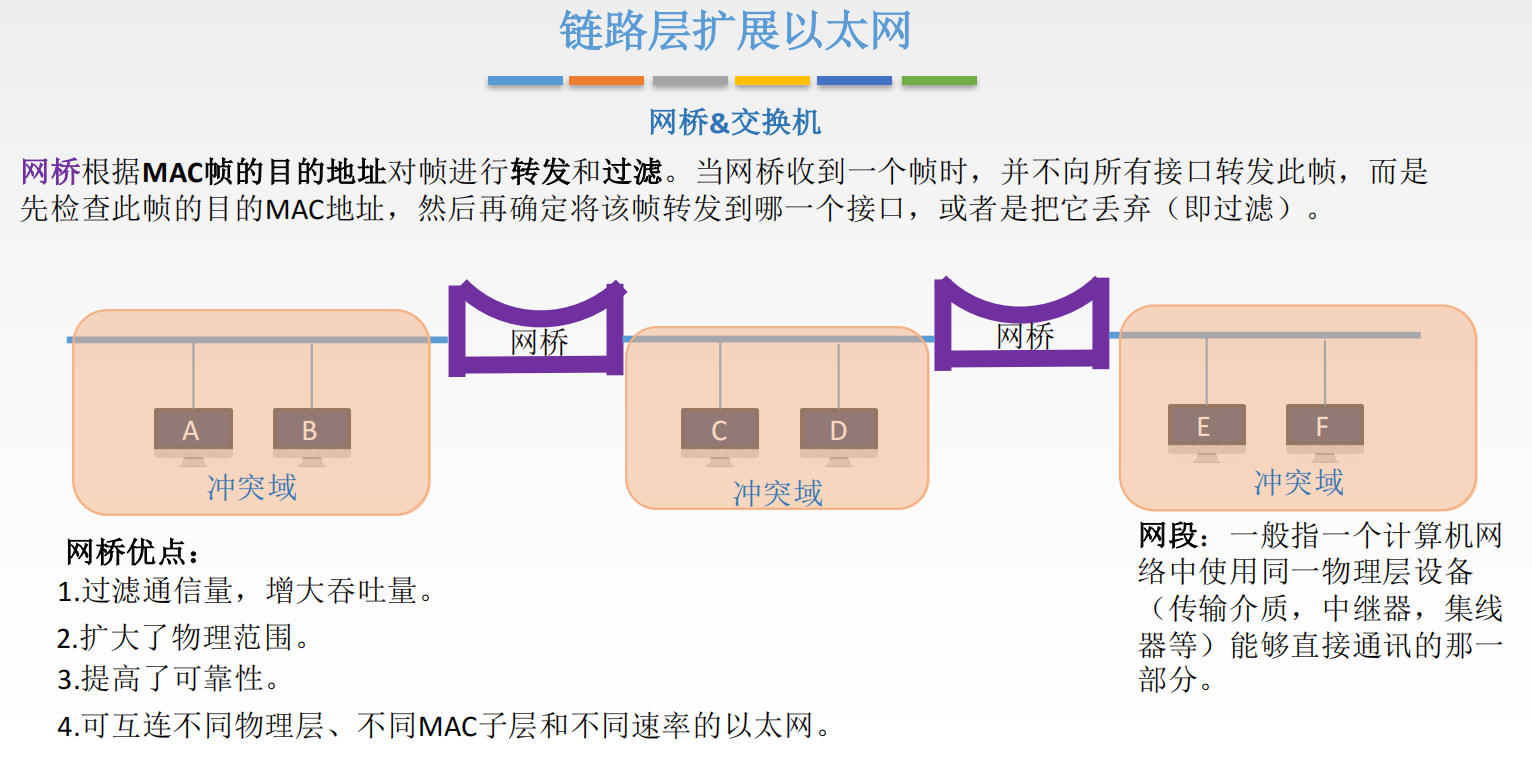 链路层扩展以太网
网桥&交换机
网桥根据MAC帧的目的地址对帧进行转发和过滤。当网桥收到一个帧时，并不向所有接口转发此帧，而是
先检查此帧的目的MAC地址，然后再确定将该帧转发到哪一个接口，或者是把它丢弃（即过滤）。
网桥
网桥
A
B
C
D
E
F
冲突域
冲突域
冲突域
网桥优点：
1.过滤通信量，增大吞吐量。
2.扩大了物理范围。
3.提高了可靠性。
4.可互连不同物理层、不同MAC子层和不同速率的以太网。
网段：一般指一个计算机网
络中使用同一物理层设备
（传输介质，中继器，集线
器等）能够直接通讯的那一
部分。